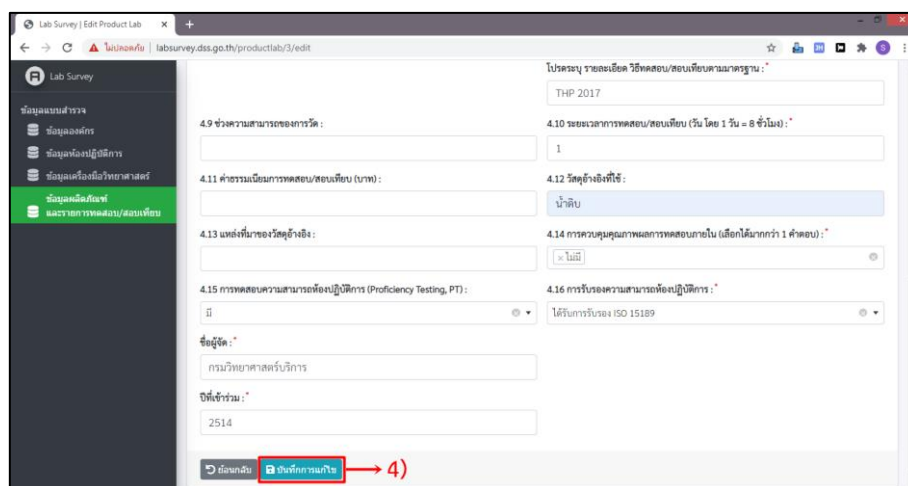 Lab Survey | Edit Product Lab
ไม่ปลอดภัย | labsurvey.dss.go.th/productlab/3/edit
Lab Survey
ข้อมูลแบบสำรวจ
ข้อมูลองค์กร
ข้อมูลห้องปฏิบัติการ
ข้อมูลเครื่องมือวิทยาศาสตร์
ข้อมูลผลิตภัณฑ์
และรายการทดสอบ/สอบเทียบ
โปรดระบุ รายละเอียด วิธีทดสอบ/สอบเทียบตามมาตรฐาน : *
THP 2017
4.9 ช่วงความสามารถของการวัด :
4.10 ระยะเวลาการทดสอบ/สอบเทียบ (วัน โดย 1 วัน = 8 ชั่วโมง) : *
1
4.11 ค่าธรรมเนียมการทดสอบ/สอบเทียบ (บาท) :
4.12 วัสดุอ้างอิงที่ใช้ :
น้ำดิบ
4.13 แหล่งที่มาของวัสดุอ้างอิง :
4.14 การควบคุมคุณภาพผลการทดสอบภายใน (เลือกได้มากกว่า 1 คำตอบ) : *
× ไม่มี
4.15 การทดสอบความสามารถห้องปฏิบัติการ (Proficiency Testing, PT) :
มี
4.16 การรับรองความสามารถห้องปฏิบัติการ : *
ได้รับการรับรอง ISO 15189
ชื่อผู้จัด : *
กรมวิทยาศาสตร์บริการ
ปีที่เข้าร่วม : *
2514
ย้อนกลับ
บันทึกการแก้ไข
4)